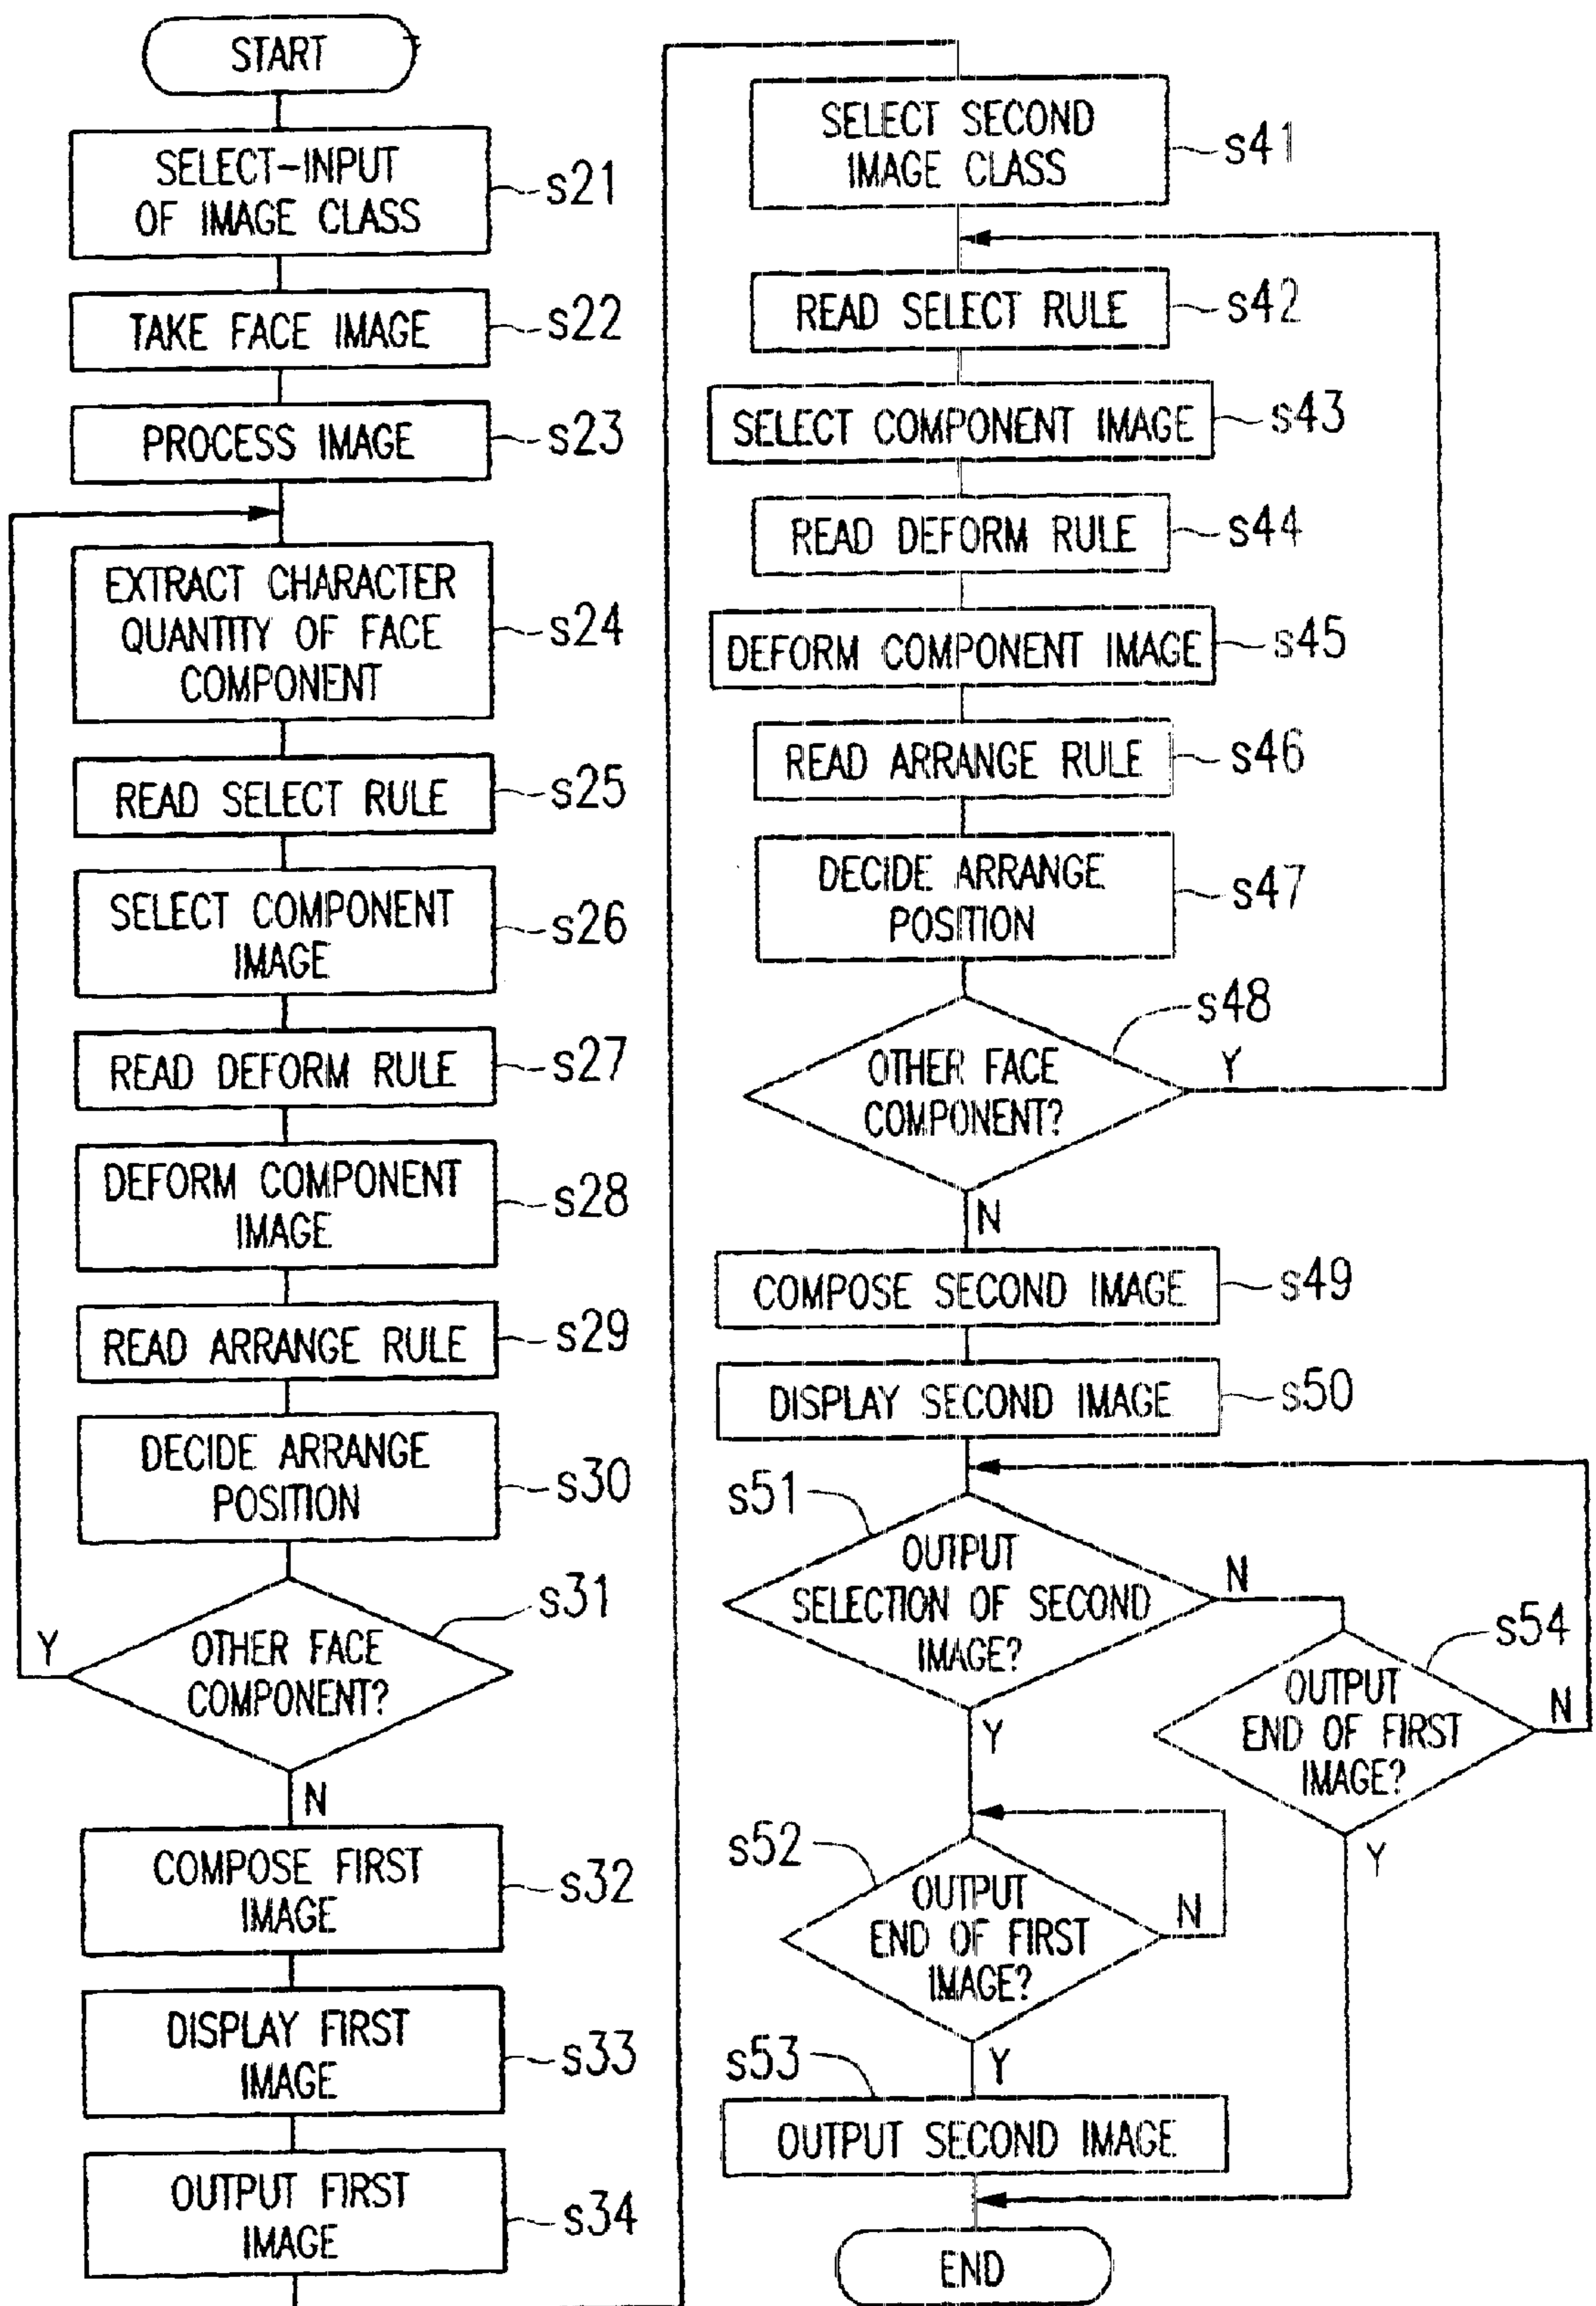 START
SELECT-INPUT
OF IMAGE CLASS
s21
TAKE FACE IMAGE
s22
PROCESS IMAGE
s23
EXTRACT CHARACTER
QUANTITY OF FACE
COMPONENT
s24
READ SELECT RULE
s25
SELECT COMPONENT
IMAGE
s26
READ DEFORM RULE
s27
DEFORM COMPONENT
IMAGE
s28
READ ARRANGE RULE
s29
DECIDE ARRANGE
POSITION
s30
OTHER FACE
COMPONENT?
s31
Y
N
COMPOSE FIRST
IMAGE
s32
DISPLAY FIRST
IMAGE
s33
OUTPUT FIRST
IMAGE
s34
SELECT SECOND
IMAGE CLASS
s41
READ SELECT RULE
s42
SELECT COMPONENT IMAGE
s43
READ DEFORM RULE
s44
DEFORM COMPONENT IMAGE
s45
READ ARRANGE RULE
s46
DECIDE ARRANGE
POSITION
s47
OTHER FACE
COMPONENT?
s48
Y
N
COMPOSE SECOND IMAGE
s49
DISPLAY SECOND IMAGE
s50
s51
OUTPUT
SELECTION OF SECOND
IMAGE?
N
Y
s54
OUTPUT
END OF FIRST
IMAGE?
N
Y
s52
OUTPUT
END OF FIRST
IMAGE?
N
Y
s53
OUTPUT SECOND IMAGE
END